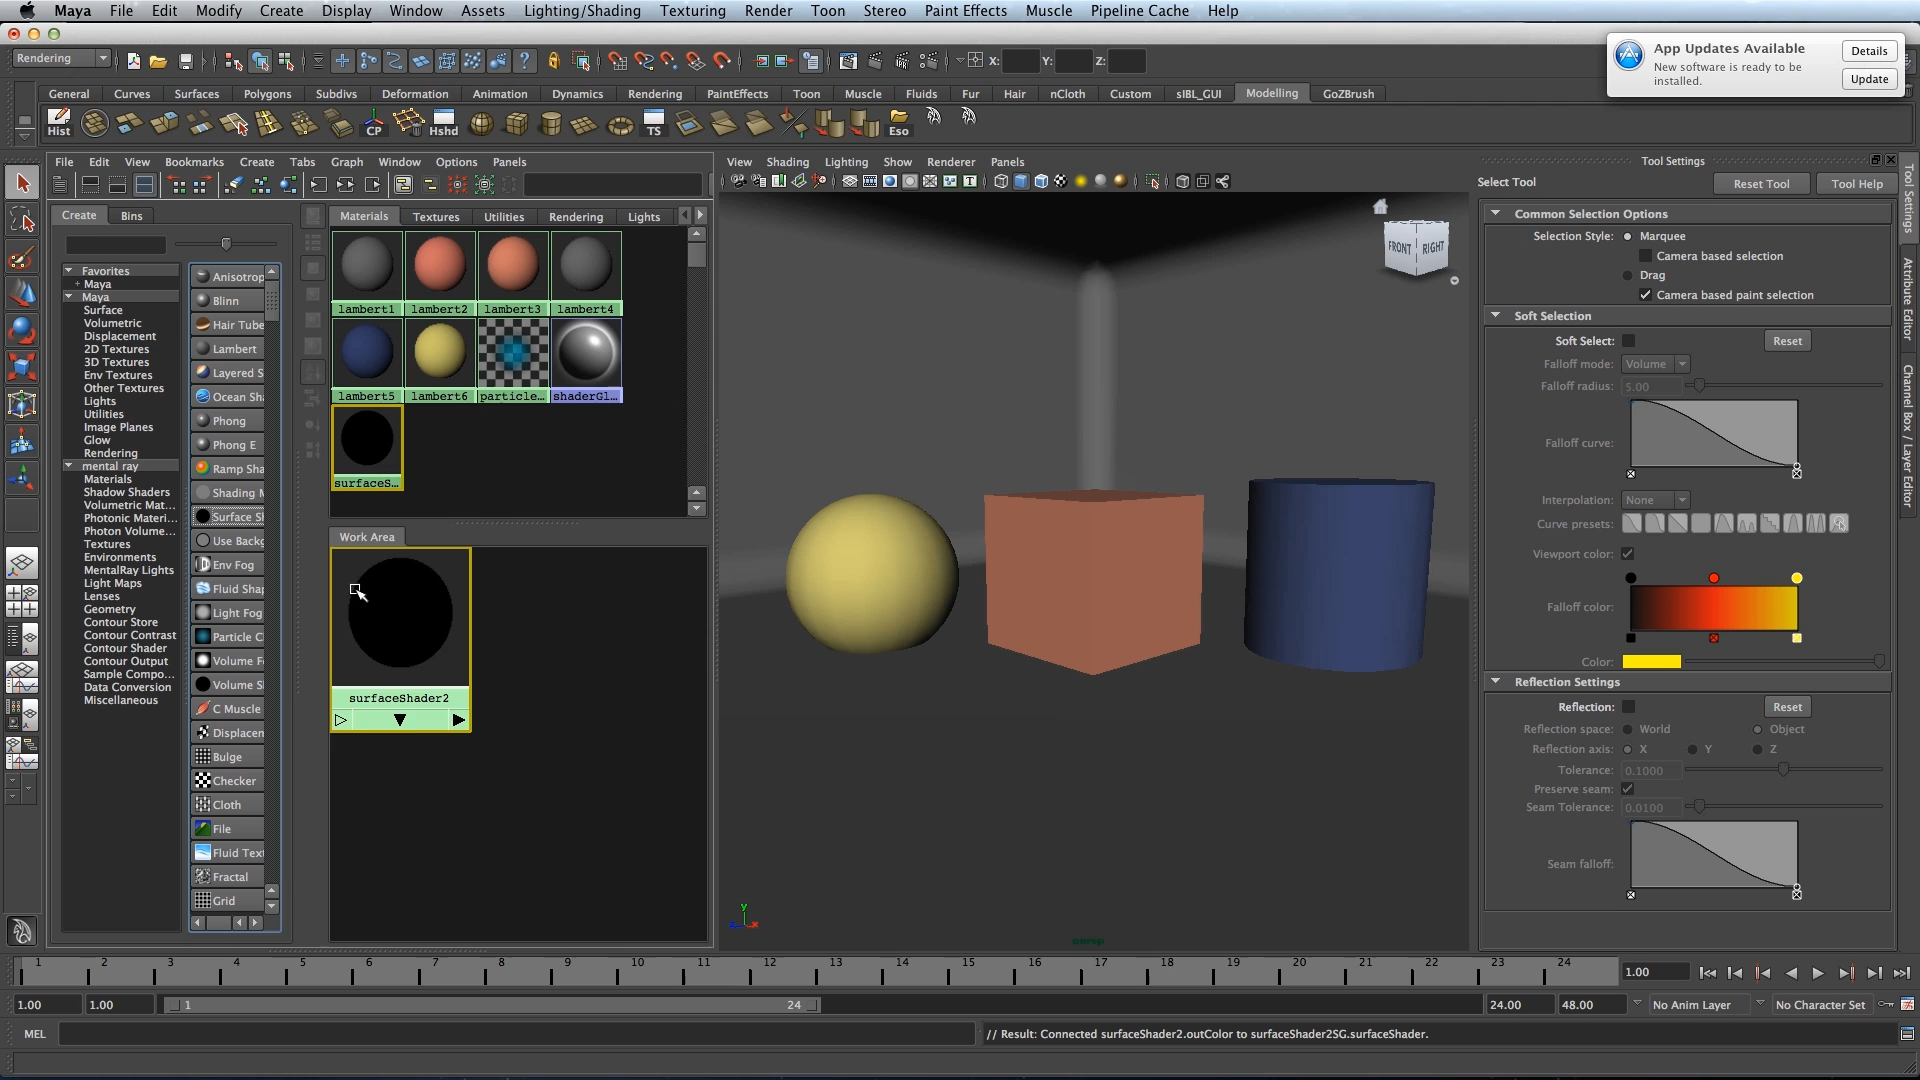 Maya File Edit Modify Create Display Window Assets Lighting/Shading Texturing Render Toon Stereo Paint Effects Muscle Pipeline Cache Help
App Updates Available
New software is ready to be
installed.
Details
Update
Rendering
X: Y: Z:
General Curves Surfaces Polygons Subdivs Deformation Animation Dynamics Rendering PaintEffects Toon Muscle Fluids Fur Hair nCloth Custom sIBL_GUI Modelling GoZBrush
Hist CP Hshd TS Eso
File Edit View Bookmarks Create Tabs Graph Window Options Panels
Create Bins
Favorites
+ Maya
Maya
Surface
Volumetric
Displacement
2D Textures
3D Textures
Env Textures
Other Textures
Lights
Utilities
Image Planes
Glow
Rendering
mental ray
Materials
Shadow Shaders
Volumetric Mat...
Photonic Materi...
Photon Volume...
Textures
Environments
MentalRay Lights
Light Maps
Lenses
Geometry
Contour Store
Contour Contrast
Contour Shader
Contour Output
Sample Compo...
Data Conversion
Miscellaneous
Anisotrop
Blinn
Hair Tube
Lambert
Layered S
Ocean Sha
Phong
Phong E
Ramp Sha
Shading M
Surface Sh
Use Backg
Env Fog
Fluid Shap
Light Fog
Particle C
Volume F
Volume S
C Muscle
Displacen
Bulge
Checker
Cloth
File
Fluid Text
Fractal
Grid
Materials Textures Utilities Rendering Lights
lambert1 lambert2 lambert3 lambert4
lambert5 lambert6 particle... shaderGl...
surfaceS...
Work Area
surfaceShader2
View Shading Lighting Show Renderer Panels
FRONT RIGHT
y
persp
Tool Settings
Select Tool
Reset Tool
Tool Help
Common Selection Options
Selection Style: Marquee
Camera based selection
Drag
Camera based paint selection
Soft Selection
Soft Select: Reset
Falloff mode: Volume
Falloff radius: 5.00
Falloff curve:
Interpolation: None
Curve presets:
Viewport color:
Falloff color:
Color:
Reflection Settings
Reflection: Reset
Reflection space: World Object
Reflection axis: X Y Z
Tolerance: 0.1000
Preserve seam:
Seam Tolerance: 0.0100
Seam falloff:
Tool Settings
Attribute Editor
Channel Box / Layer Editor
1 2 3 4 5 6 7 8 9 10 11 12 13 14 15 16 17 18 19 20 21 22 23 24
1.00
1.00 1.00 1 24 24.00 48.00 No Anim Layer No Character Set
MEL
// Result: Connected surfaceShader2.outColor to surfaceShader2SG.surfaceShader.